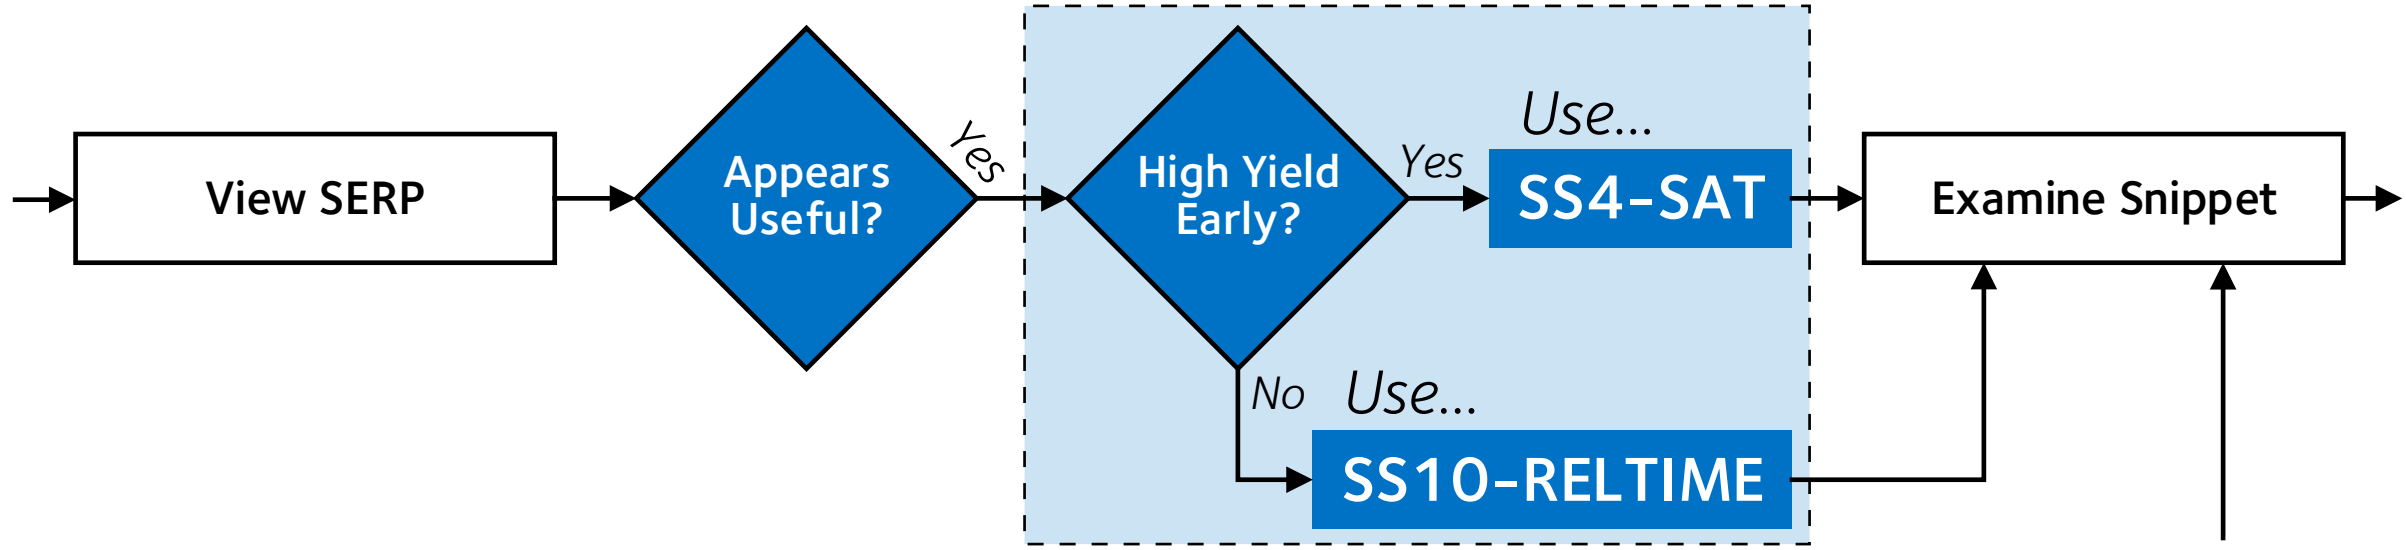 View SERP
Appears
Useful?
Yes
High Yield
Early?
Yes
Use...
SS4-SAT
Examine Snippet
No
Use...
SS10-RELTIME